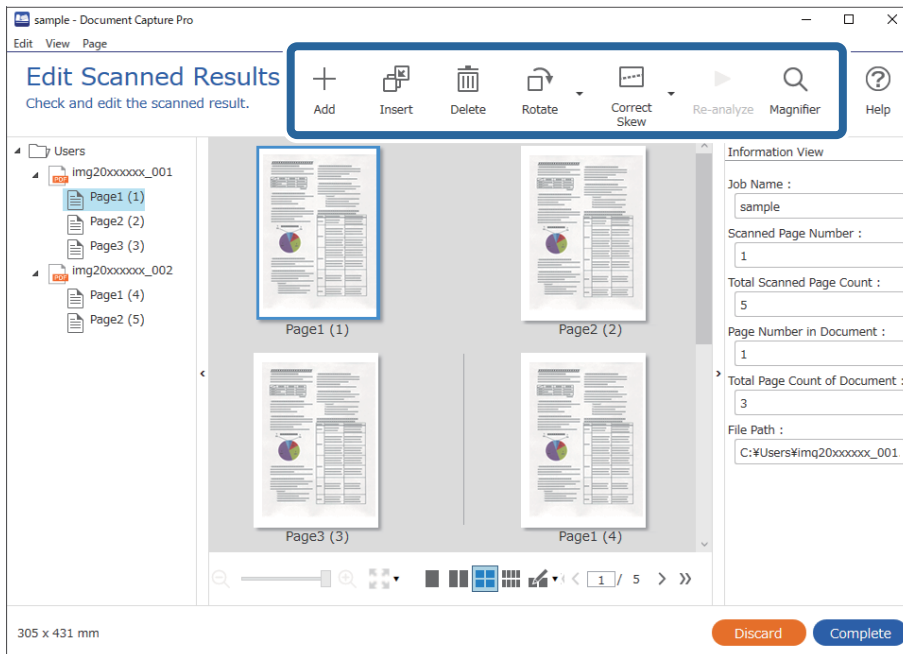 sample - Document Capture Pro
Edit View Page
Edit Scanned Results
Check and edit the scanned result.
Add
Insert
Delete
Rotate
Correct
Skew
Re-analyze
Magnifier
Help
Users
PDF
img20xxxxxx_001
Page1 (1)
Page2 (2)
Page3 (3)
PDF
img20xxxxxx_002
Page1 (4)
Page2 (5)
Page1 (1)
Page2 (2)
Page3 (3)
Page1 (4)
1 / 5
Information View
Job Name :
sample
Scanned Page Number :
1
Total Scanned Page Count :
5
Page Number in Document :
1
Total Page Count of Document :
3
File Path :
C:¥Users¥img20xxxxxx_001.
305 x 431 mm
Discard
Complete